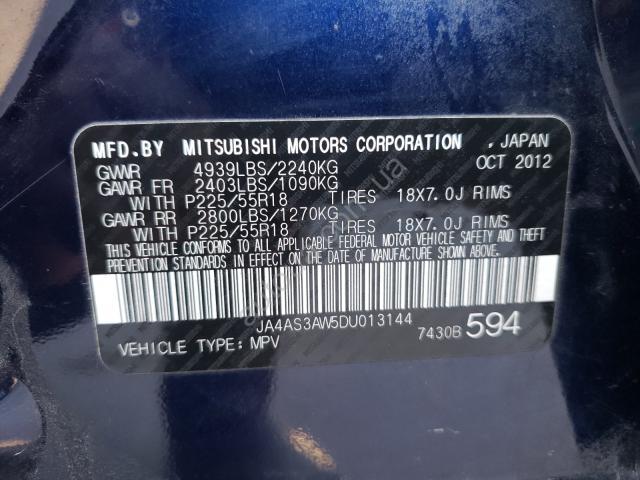 MFD.BY MITSUBISHI MOTORS CORPORATION , JAPAN
GVWR 4939LBS/2240KG OCT 2012
GAWR FR 2403LBS/1090KG
WITH P225/55R18 TIRES 18X7.0J RIMS
GAWR RR 2800LBS/1270KG
WITH P225/55R18 TIRES 18X7.0J RIMS
THIS VEHICLE CONFORMS TO ALL APPLICABLE FEDERAL MOTOR VEHICLE SAFETY AND THEFT
PREVENTION STANDARDS IN EFFECT ON THE DATE OF MANUFACTURE SHOWN ABOVE.
JA4AS3AW5DU013144
VEHICLE TYPE: MPV 7430B 594